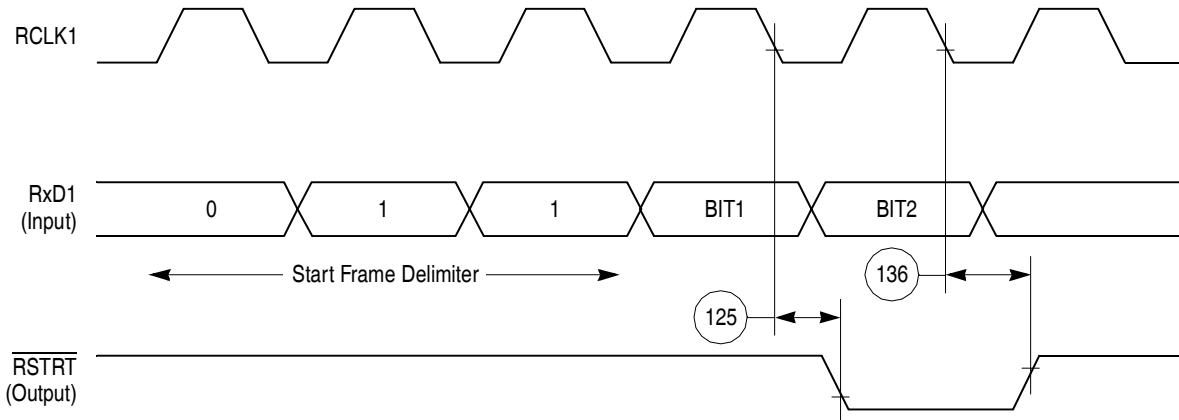 RCLK1
RxD1
(Input)
0
1
1
BIT1
BIT2
Start Frame Delimiter
136
125
RSTRT
(Output)